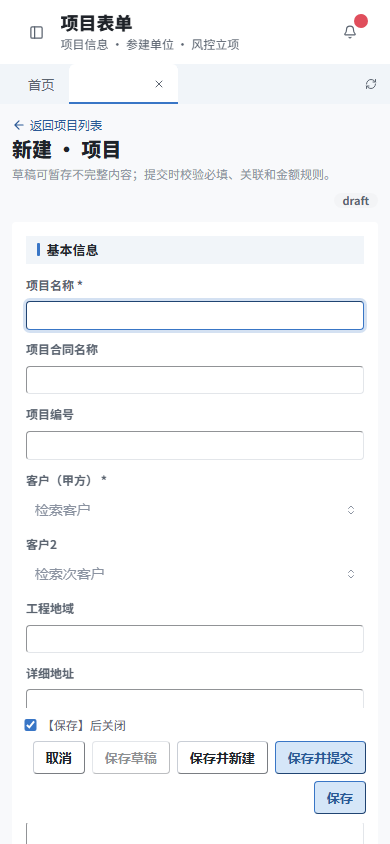 项目表单
项目信息 • 参建单位 • 风控立项
首页
返回项目列表
新建 • 项目
草稿可暂存不完整内容；提交时校验必填、关联和金额规则。
draft
基本信息
项目名称 *
项目合同名称
项目编号
客户（甲方） *
检索客户
客户2
检索次客户
工程地域
详细地址
【保存】后关闭
取消 保存草稿 保存并新建 保存并提交
保存